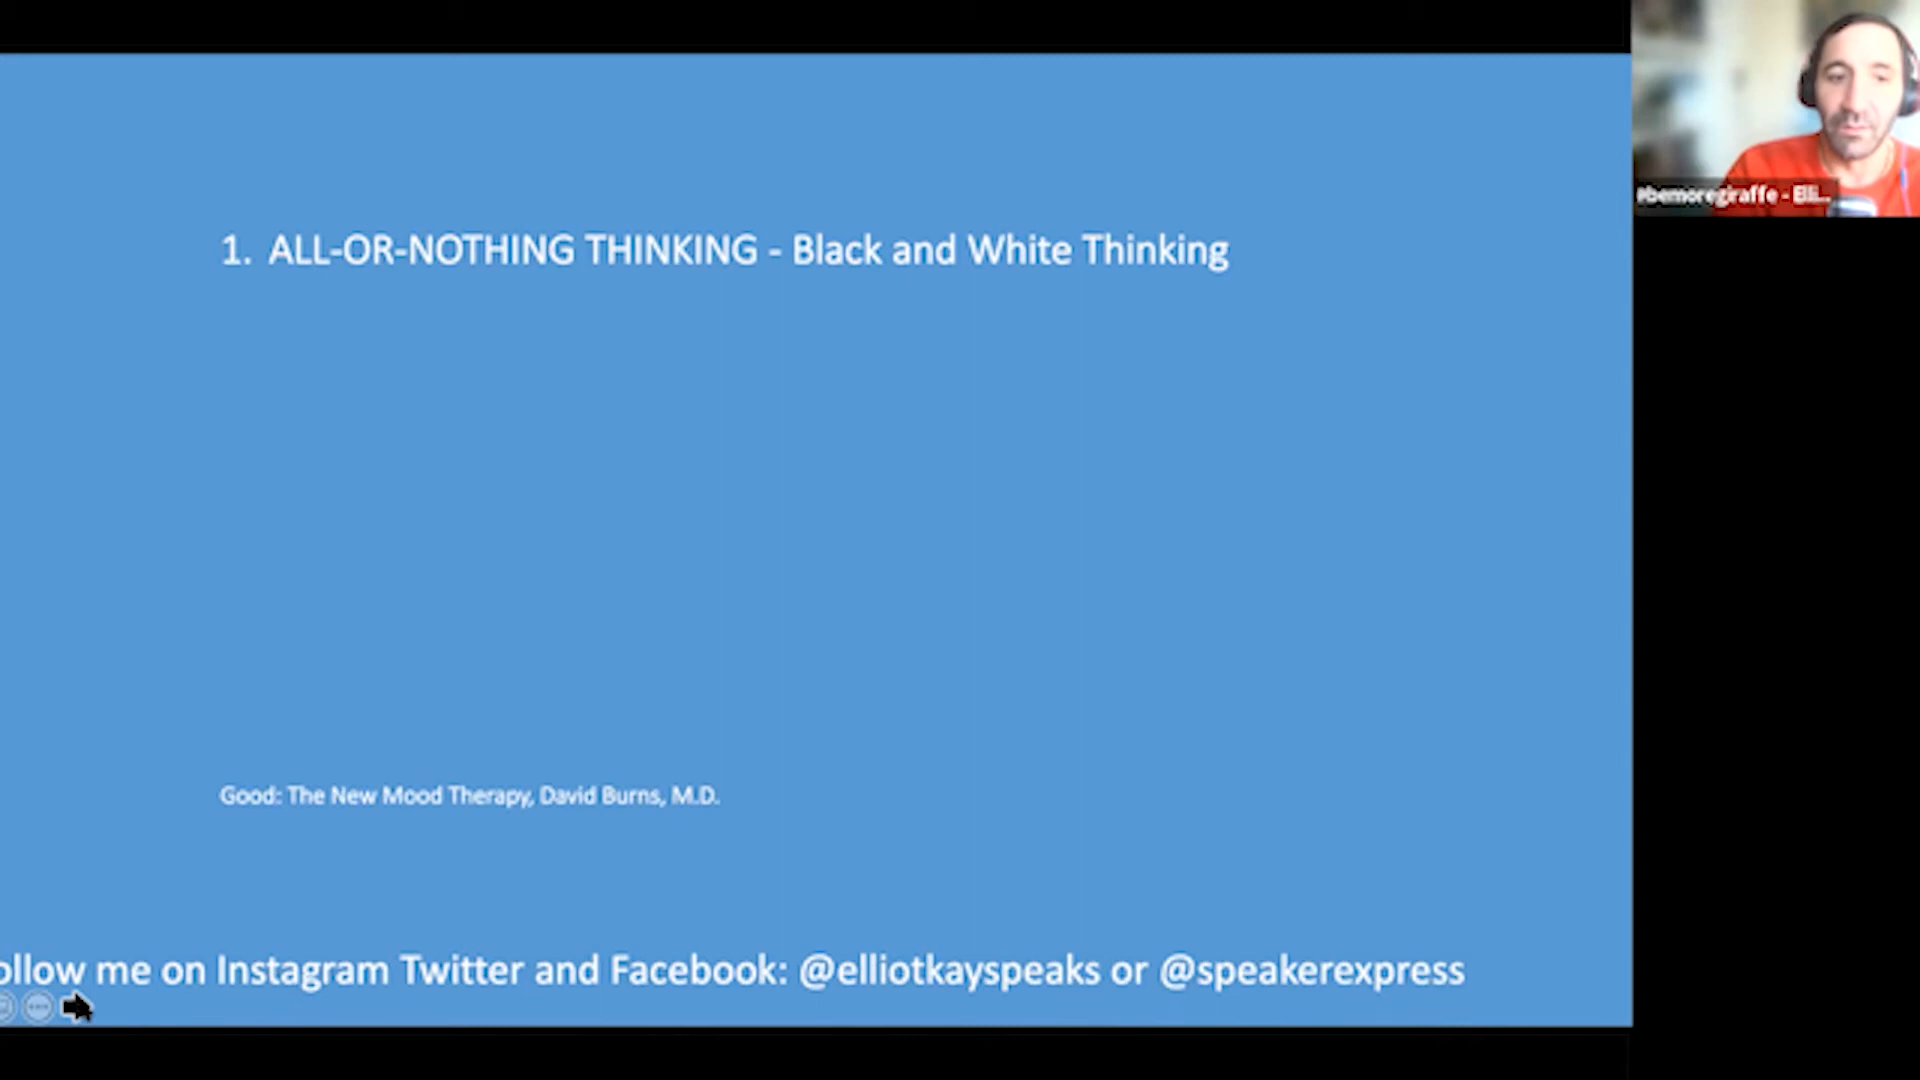 #bemoregiraffe - Elli...
1. ALL-OR-NOTHING THINKING - Black and White Thinking
Good: The New Mood Therapy, David Burns, M.D.
ollow me on Instagram Twitter and Facebook: @elliotkayspeaks or @speakerexpress